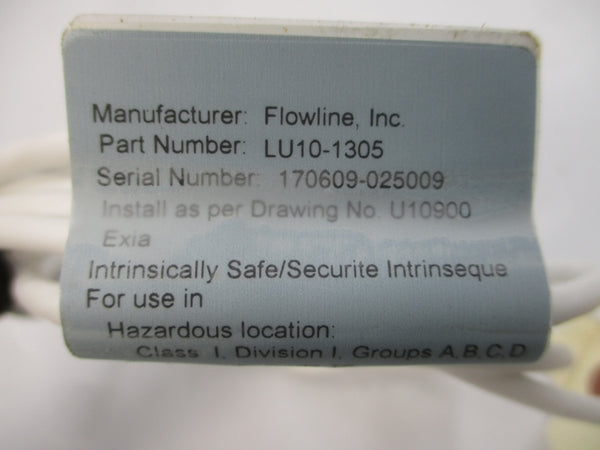 Manufacturer: Flowline, Inc.
Part Number: LU10-1305
Serial Number: 170609-025009
Install as per Drawing No. U10900
Exia
Intrinsically Safe/Securite Intrinseque
For use in
Hazardous location:
Class I, Division I, Groups A,B,C,D